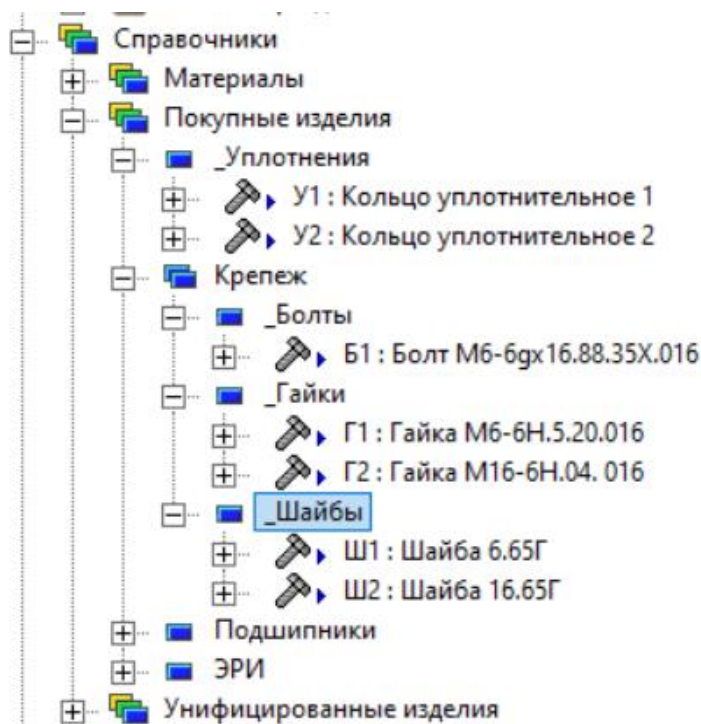 Справочники
Материалы
Покупные изделия
_Уплотнения
У1 : Кольцо уплотнительное 1
У2 : Кольцо уплотнительное 2
Крепеж
_Болты
Б1 : Болт М6-6gx16.88.35X.016
_Гайки
Г1 : Гайка М6-6Н.5.20.016
Г2 : Гайка М16-6Н.04. 016
_Шайбы
Ш1 : Шайба 6.65Г
Ш2 : Шайба 16.65Г
Подшипники
ЭРИ
Унифицированные изделия